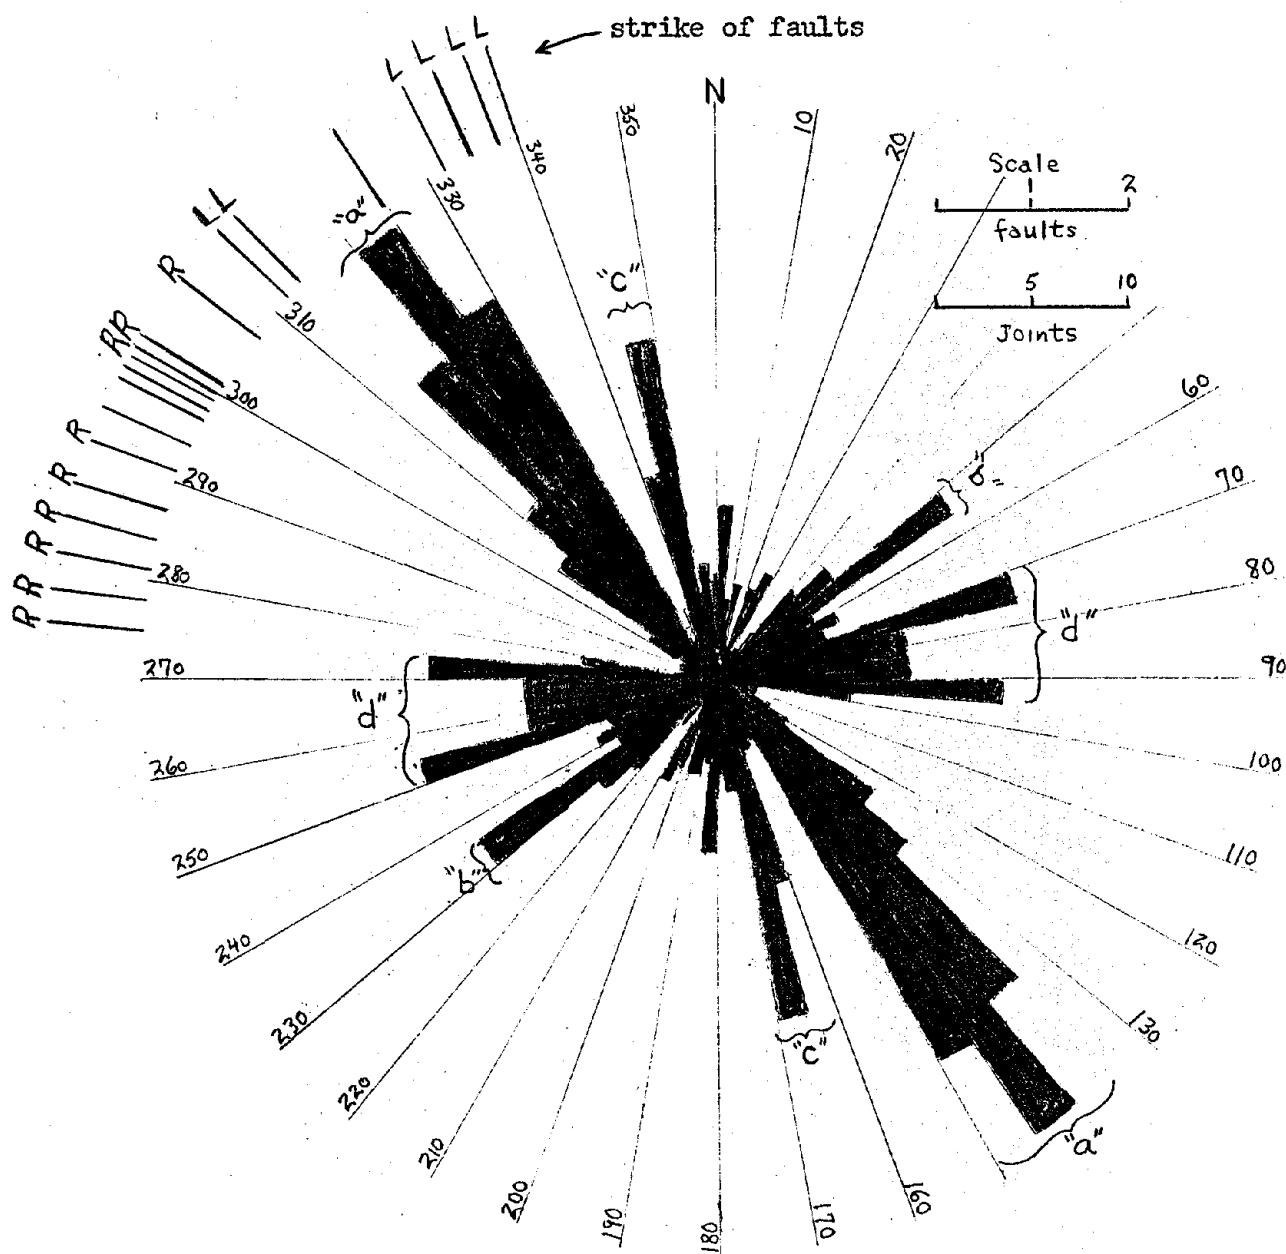 strike of faults
L L L L
N
350
10
20
340
330
Scale
2
faults
5 10
Joints
"a"
"c"
L L
R
310
R R
300
60
"b"
70
R
290
R
R
R
280
R R
R
80
"d"
270
90
"d"
260
100
250
110
"b"
240
120
230
130
"c"
220
"a"
210
200
190
180
170
160